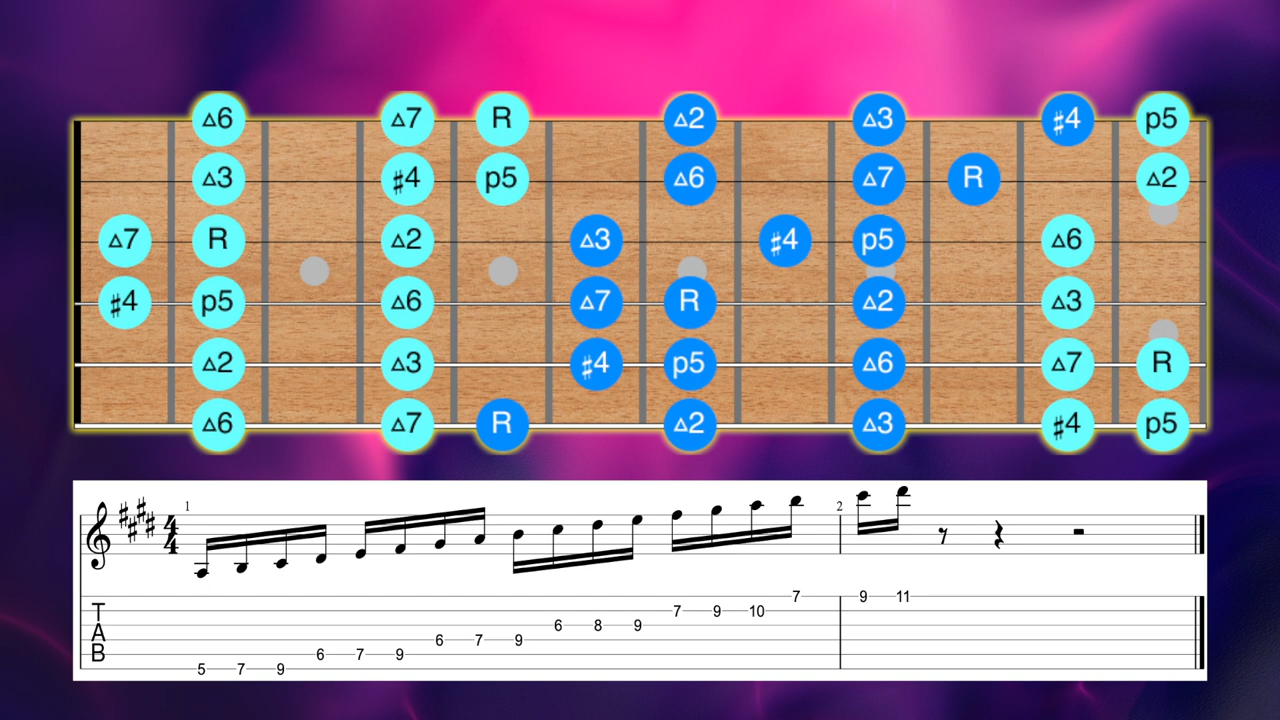 △6 △7 R △2 △3 ♯4 p5
△3 ♯4 p5 △6 △7 R △2
△7 R △2 △3 ♯4 p5 △6
♯4 p5 △6 △7 R △2 △3
△2 △3 ♯4 p5 △6 △7 R
△6 △7 R △2 △3 ♯4 p5
1 2
4
4
7 9 11
T 7 9 10
A 6 8 9
6 7 9
B 6 7 9
5 7 9